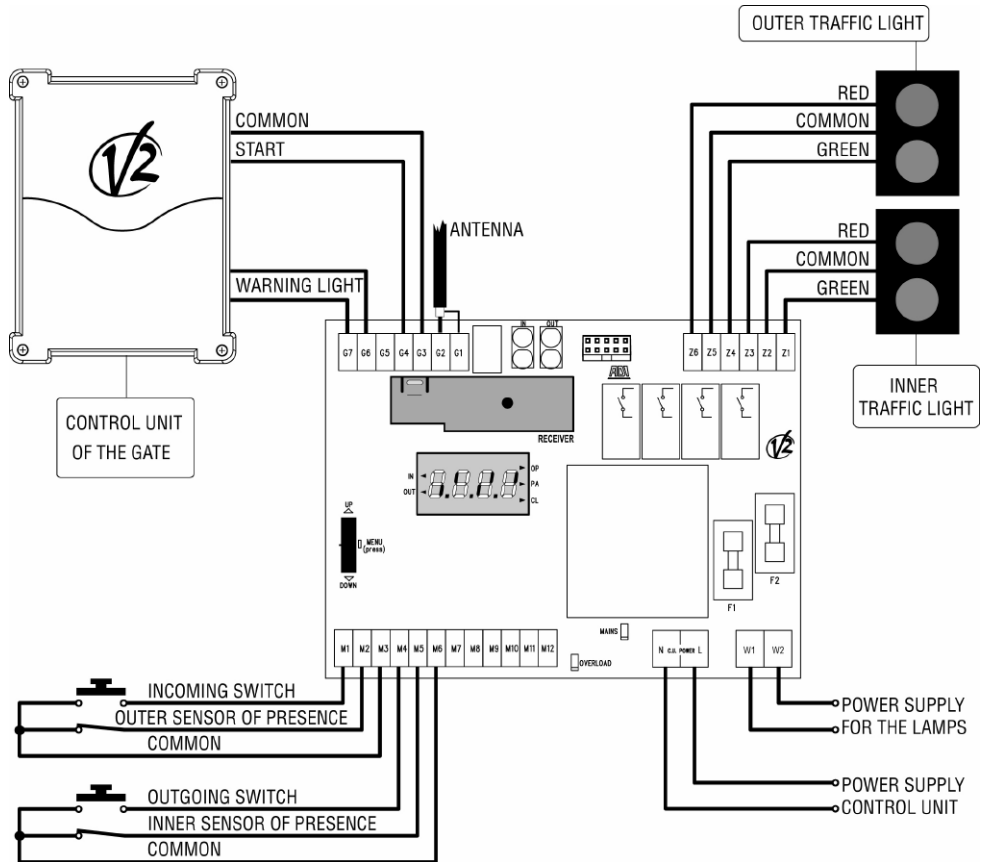 OUTER TRAFFIC LIGHT
RED
COMMON
GREEN
RED
COMMON
GREEN
INNER
TRAFFIC LIGHT
V2
COMMON
START
WARNING LIGHT
ANTENNA
CONTROL UNIT
OF THE GATE
G7 G6 G5 G4 G3 G2 G1
IN OUT
ADI
Z6 Z5 Z4 Z3 Z2 Z1
RECEIVER
V2
IN
OUT
OP
PA
CL
UP
MENU
(press)
DOWN
F1
F2
MAINS
OVERLOAD
M1 M2 M3 M4 M5 M6 M7 M8 M9 M10 M11 M12
N C.U. POWER L
W1 W2
INCOMING SWITCH
OUTER SENSOR OF PRESENCE
COMMON
OUTGOING SWITCH
INNER SENSOR OF PRESENCE
COMMON
POWER SUPPLY
FOR THE LAMPS
POWER SUPPLY
CONTROL UNIT